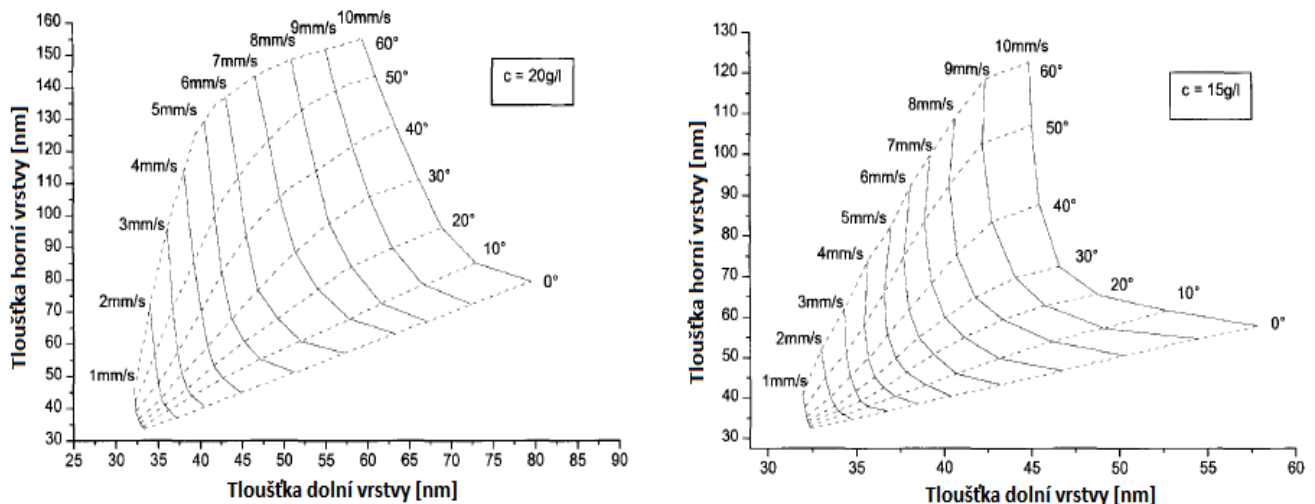 Tloušťka horní vrstvy [nm]
160
150
140
130
120
110
100
90
80
70
60
50
40
30
25
30
35
40
45
50
55
60
65
70
75
80
85
90
Tloušťka dolní vrstvy [nm]
1mm/s
2mm/s
3mm/s
4mm/s
5mm/s
6mm/s
7mm/s
8mm/s
9mm/s
10mm/s
60°
50°
40°
30°
20°
10°
0°
c = 20g/l
Tloušťka horní vrstvy [nm]
130
120
110
100
90
80
70
60
50
40
30
30
35
40
45
50
55
60
Tloušťka dolní vrstvy [nm]
1mm/s
2mm/s
3mm/s
4mm/s
5mm/s
6mm/s
7mm/s
8mm/s
9mm/s
10mm/s
60°
50°
40°
30°
20°
10°
0°
c = 15g/l